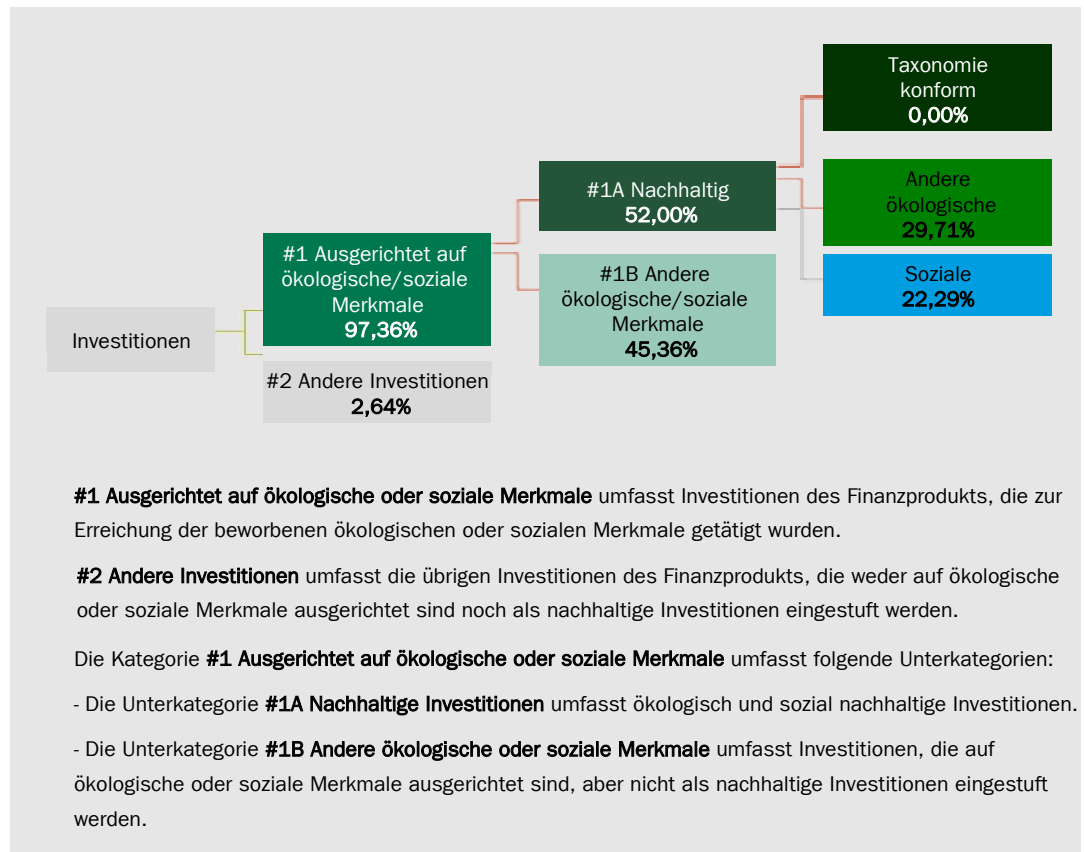 Taxonomie
konform
0,00%
#1A Nachhaltig
52,00%
Andere
ökologische
29,71%
#1 Ausgerichtet auf
ökologische/soziale
Merkmale
97,36%
#1B Andere
ökologische/soziale
Merkmale
45,36%
Soziale
22,29%
Investitionen
#2 Andere Investitionen
2,64%
#1 Ausgerichtet auf ökologische oder soziale Merkmale umfasst Investitionen des Finanzprodukts, die zur
Erreichung der beworbenen ökologischen oder sozialen Merkmale getätigt wurden.
#2 Andere Investitionen umfasst die übrigen Investitionen des Finanzprodukts, die weder auf ökologische
oder soziale Merkmale ausgerichtet sind noch als nachhaltige Investitionen eingestuft werden.
Die Kategorie #1 Ausgerichtet auf ökologische oder soziale Merkmale umfasst folgende Unterkategorien:
- Die Unterkategorie #1A Nachhaltige Investitionen umfasst ökologisch und sozial nachhaltige Investitionen.
- Die Unterkategorie #1B Andere ökologische oder soziale Merkmale umfasst Investitionen, die auf
ökologische oder soziale Merkmale ausgerichtet sind, aber nicht als nachhaltige Investitionen eingestuft
werden.